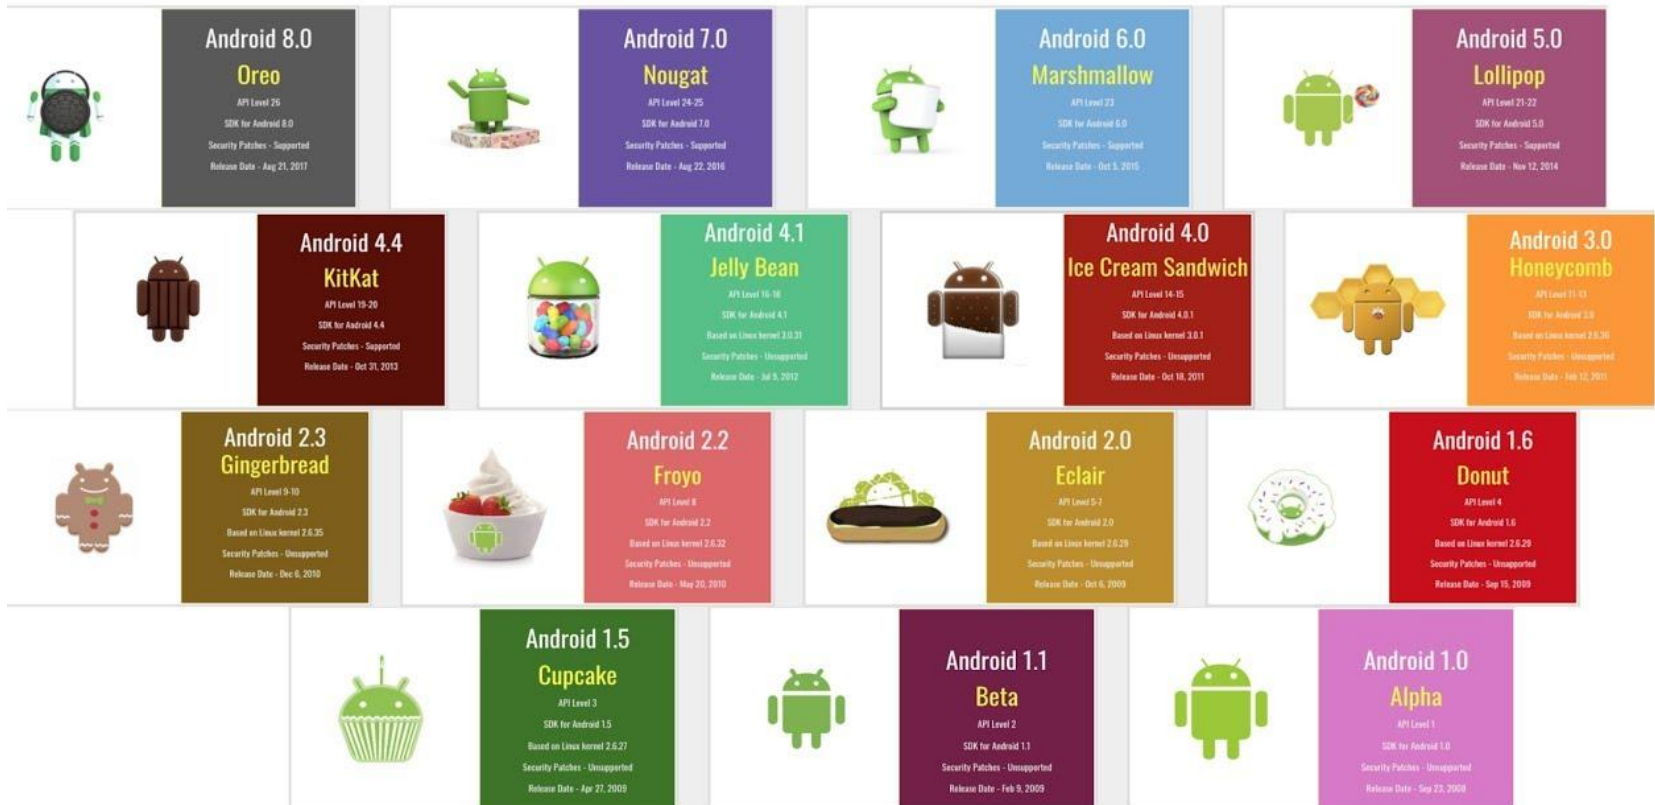 Android 8.0
Oreo
API Level 26
SDK for Android 8.0
Security Patches - Supported
Release Date - Aug 21, 2017
Android 7.0
Nougat
API Level 24-25
SDK for Android 7.0
Security Patches - Supported
Release Date - Aug 22, 2016
Android 6.0
Marshmallow
API Level 23
SDK for Android 6.0
Security Patches - Supported
Release Date - Oct 5, 2015
Android 5.0
Lollipop
API Level 21-22
SDK for Android 5.0
Security Patches - Supported
Release Date - Nov 12, 2014
Android 4.4
KitKat
API Level 19-20
SDK for Android 4.4
Security Patches - Supported
Release Date - Oct 31, 2013
Android 4.1
Jelly Bean
API Level 16-18
SDK for Android 4.1
Based on Linux kernel 3.0.31
Security Patches - Unsupported
Release Date - Jul 9, 2012
Android 4.0
Ice Cream Sandwich
API Level 14-15
SDK for Android 4.0.1
Based on Linux kernel 3.0.1
Security Patches - Unsupported
Release Date - Oct 18, 2011
Android 3.0
Honeycomb
API Level 11-13
SDK for Android 3.0
Based on Linux kernel 2.6.36
Security Patches - Unsupported
Release Date - Feb 12, 2011
Android 2.3
Gingerbread
API Level 9-10
SDK for Android 2.3
Based on Linux kernel 2.6.35
Security Patches - Unsupported
Release Date - Dec 6, 2010
Android 2.2
Froyo
API Level 8
SDK for Android 2.2
Based on Linux kernel 2.6.32
Security Patches - Unsupported
Release Date - May 20, 2010
Android 2.0
Eclair
API Level 5-7
SDK for Android 2.0
Based on Linux kernel 2.6.29
Security Patches - Unsupported
Release Date - Oct 6, 2009
Android 1.6
Donut
API Level 4
SDK for Android 1.6
Based on Linux kernel 2.6.29
Security Patches - Unsupported
Release Date - Sep 15, 2009
Android 1.5
Cupcake
API Level 3
SDK for Android 1.5
Based on Linux kernel 2.6.27
Security Patches - Unsupported
Release Date - Apr 27, 2009
Android 1.1
Beta
API Level 2
SDK for Android 1.1
Security Patches - Unsupported
Release Date - Feb 9, 2009
Android 1.0
Alpha
API Level 1
SDK for Android 1.0
Security Patches - Unsupported
Release Date - Sep 23, 2008